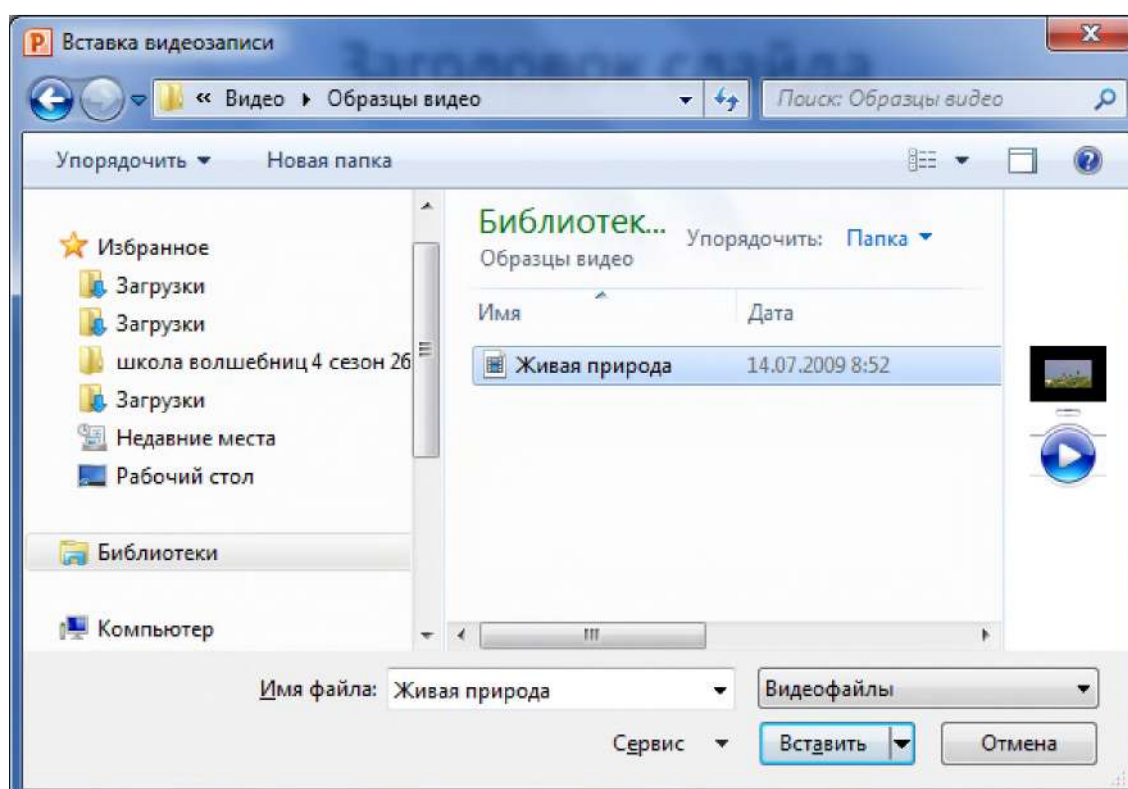 Вставка видеозаписи
Заголовок слайда
« Видео ▸ Образцы видео
Поиск: Образцы видео
Упорядочить
Новая папка
Избранное
Загрузки
Загрузки
школа волшебниц 4 сезон 26
Загрузки
Недавние места
Рабочий стол
Библиотеки
Компьютер
Библиотек...
Образцы видео
Упорядочить: Папка
Имя Дата
Живая природа 14.07.2009 8:52
Имя файла: Живая природа
Видеофайлы
Сервис
Вставить
Отмена